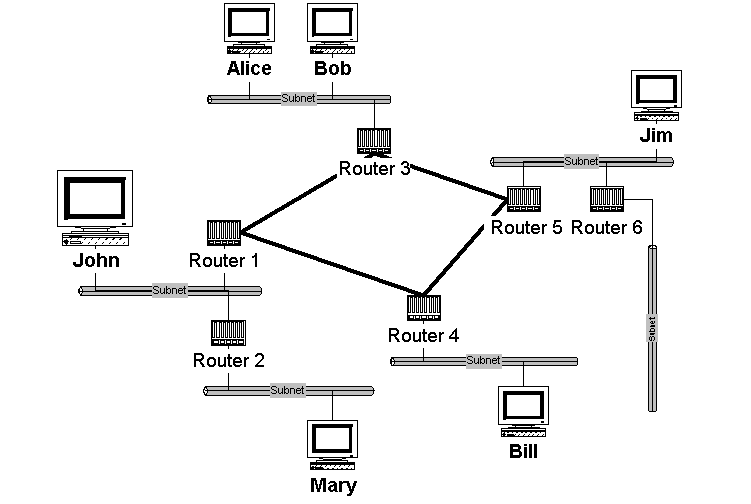 Alice
Bob
Subnet
Jim
Router 3
Subnet
Router 5
Router 6
John
Router 1
Subnet
Router 4
Subnet
Router 2
Subnet
Subnet
Bill
Mary